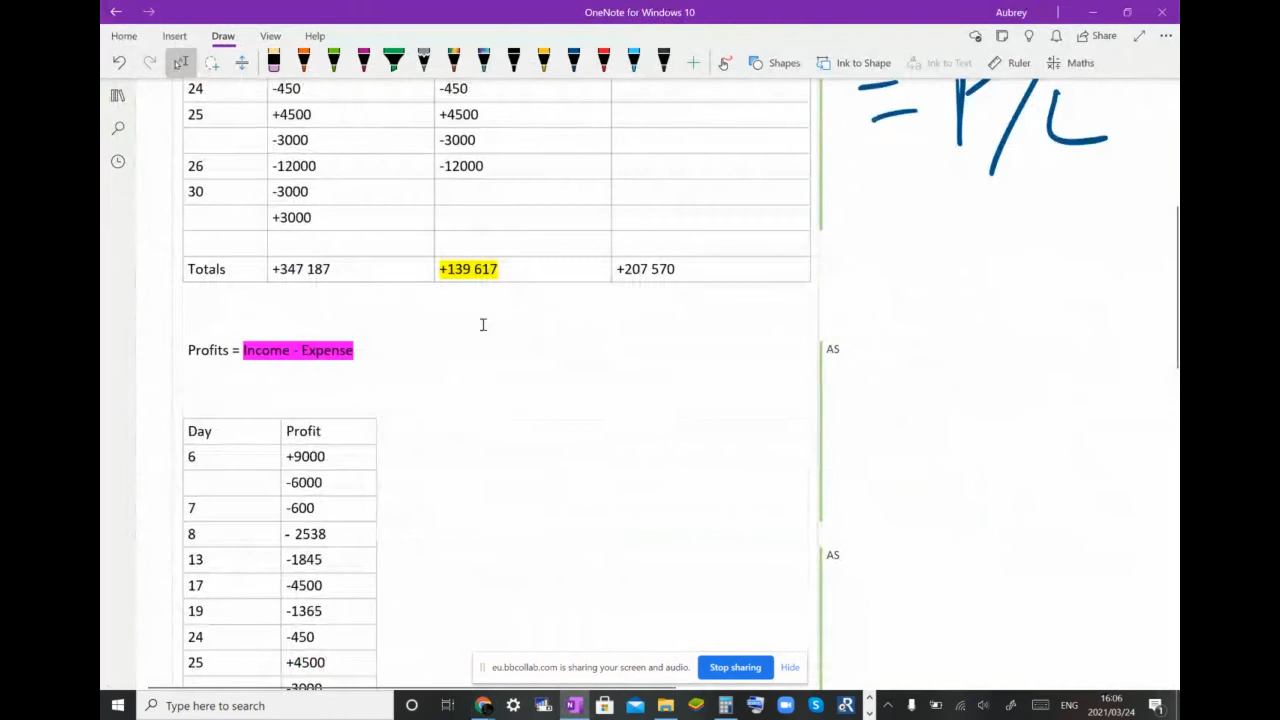 OneNote for Windows 10
Aubrey
Home Insert Draw View Help
Share
Shapes Ink to Shape Ink to Text Ruler Maths
= P/L
24 -450 -450
25 +4500 +4500
-3000 -3000
26 -12000 -12000
30 -3000
+3000
Totals +347 187 +139 617 +207 570
Profits = Income - Expense
AS
Day Profit
6 +9000
-6000
7 -600
8 - 2538
AS
13 -1845
17 -4500
19 -1365
24 -450
25 +4500
-3000
eu.bbcollab.com is sharing your screen and audio. Stop sharing Hide
Type here to search
ENG
16:06
2021/03/24